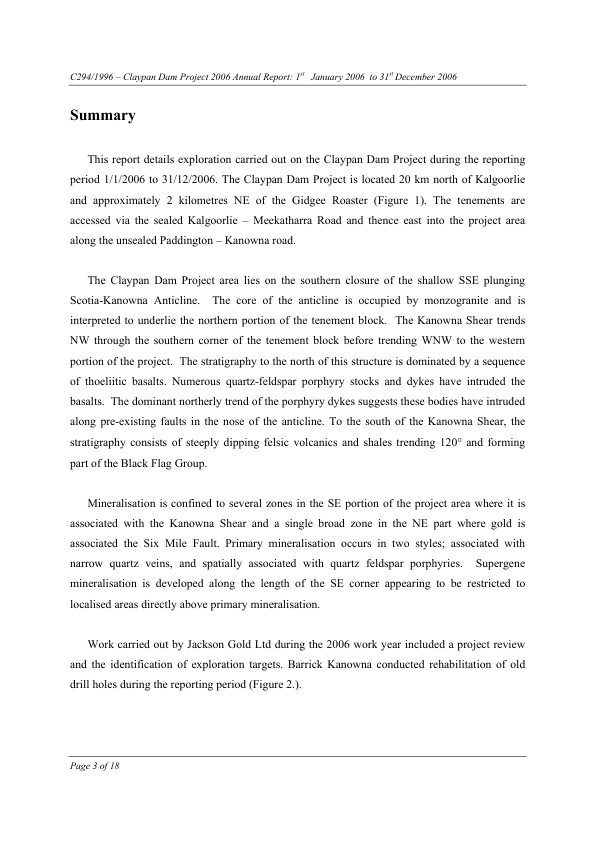 C294/1996 – Claypan Dam Project 2006 Annual Report: 1st January 2006 to 31st December 2006
Summary
This report details exploration carried out on the Claypan Dam Project during the reporting
period 1/1/2006 to 31/12/2006. The Claypan Dam Project is located 20 km north of Kalgoorlie
and approximately 2 kilometres NE of the Gidgee Roaster (Figure 1). The tenements are
accessed via the sealed Kalgoorlie – Meekatharra Road and thence east into the project area
along the unsealed Paddington – Kanowna road.
The Claypan Dam Project area lies on the southern closure of the shallow SSE plunging
Scotia-Kanowna Anticline. The core of the anticline is occupied by monzogranite and is
interpreted to underlie the northern portion of the tenement block. The Kanowna Shear trends
NW through the southern corner of the tenement block before trending WNW to the western
portion of the project. The stratigraphy to the north of this structure is dominated by a sequence
of thoeliitic basalts. Numerous quartz-feldspar porphyry stocks and dykes have intruded the
basalts. The dominant northerly trend of the porphyry dykes suggests these bodies have intruded
along pre-existing faults in the nose of the anticline. To the south of the Kanowna Shear, the
stratigraphy consists of steeply dipping felsic volcanics and shales trending 120° and forming
part of the Black Flag Group.
Mineralisation is confined to several zones in the SE portion of the project area where it is
associated with the Kanowna Shear and a single broad zone in the NE part where gold is
associated the Six Mile Fault. Primary mineralisation occurs in two styles; associated with
narrow quartz veins, and spatially associated with quartz feldspar porphyries. Supergene
mineralisation is developed along the length of the SE corner appearing to be restricted to
localised areas directly above primary mineralisation.
Work carried out by Jackson Gold Ltd during the 2006 work year included a project review
and the identification of exploration targets. Barrick Kanowna conducted rehabilitation of old
drill holes during the reporting period (Figure 2.).
Page 3 of 18